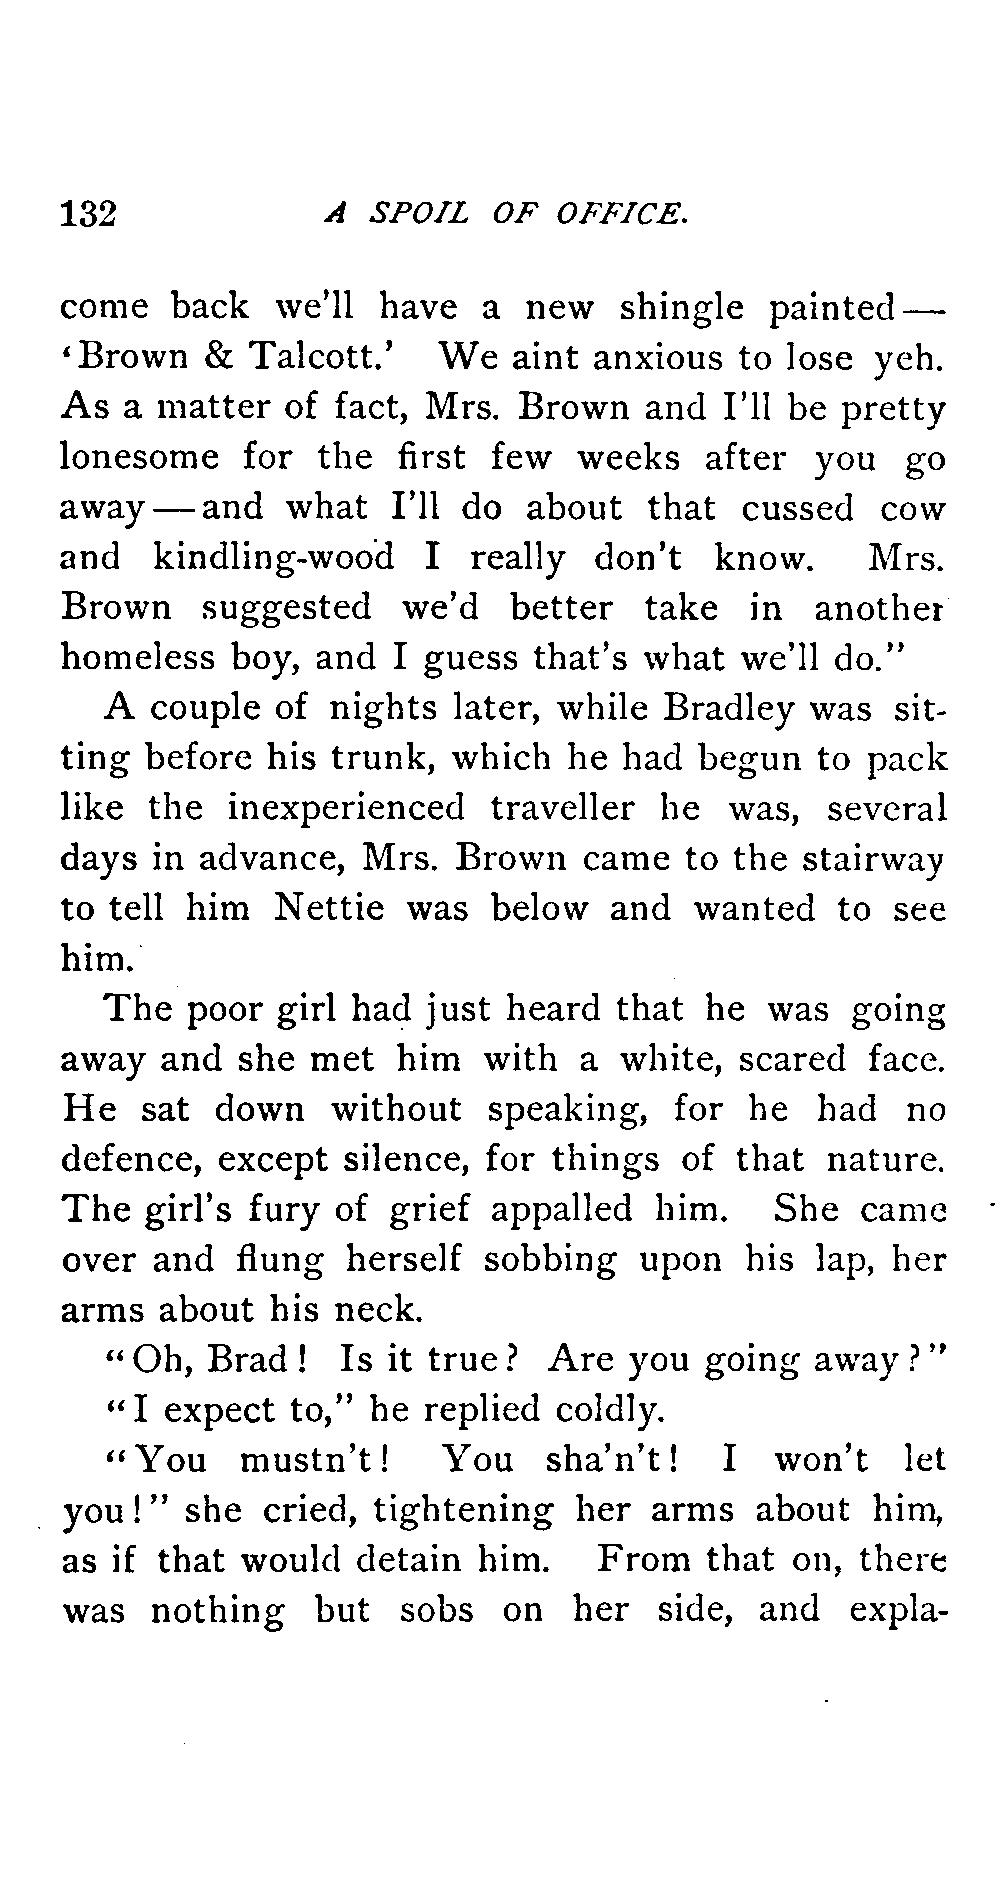 132 A SPOIL OF OFFICE.
come back we'll have a new shingle painted—
‘Brown & Talcott.’ We aint anxious to lose yeh.
As a matter of fact, Mrs. Brown and I'll be pretty
lonesome for the first few weeks after you go
away—and what I'll do about that cussed cow
and kindling-wood I really don't know. Mrs.
Brown suggested we'd better take in another
homeless boy, and I guess that's what we'll do.”
A couple of nights later, while Bradley was sit-
ting before his trunk, which he had begun to pack
like the inexperienced traveller he was, several
days in advance, Mrs. Brown came to the stairway
to tell him Nettie was below and wanted to see
him.
The poor girl had just heard that he was going
away and she met him with a white, scared face.
He sat down without speaking, for he had no
defence, except silence, for things of that nature.
The girl's fury of grief appalled him. She came
over and flung herself sobbing upon his lap, her
arms about his neck.
“Oh, Brad! Is it true? Are you going away?”
“I expect to,” he replied coldly.
“You mustn't! You sha'n't! I won't let
you!” she cried, tightening her arms about him,
as if that would detain him. From that on, there
was nothing but sobs on her side, and expla-